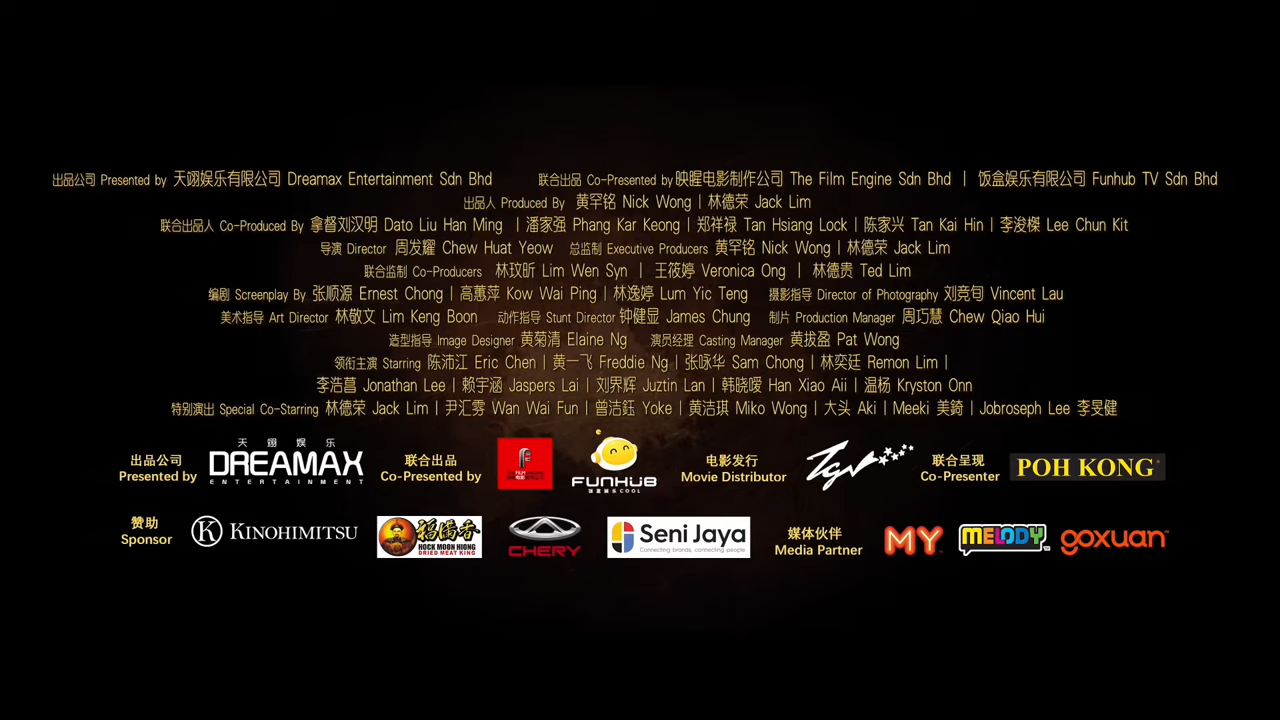 出品公司 Presented by 天翊娱乐有限公司 Dreamax Entertainment Sdn Bhd 联合出品 Co-Presented by 映腥电影制作公司 The Film Engine Sdn Bhd | 饭盒娱乐有限公司 Funhub TV Sdn Bhd
出品人 Produced By 黄罕铭 Nick Wong | 林德荣 Jack Lim
联合出品人 Co-Produced By 拿督刘汉明 Dato Liu Han Ming | 潘家强 Phang Kar Keong | 郑祥禄 Tan Hsiang Lock | 陈家兴 Tan Kai Hin | 李浚榤 Lee Chun Kit
导演 Director 周发耀 Chew Huat Yeow 总监制 Executive Producers 黄罕铭 Nick Wong | 林德荣 Jack Lim
联合监制 Co-Producers 林玟昕 Lim Wen Syn | 王筱婷 Veronica Ong | 林德贵 Ted Lim
编剧 Screenplay By 张顺源 Ernest Chong | 高蕙萍 Kow Wai Ping | 林逸婷 Lum Yic Teng 摄影指导 Director of Photography 刘竞旬 Vincent Lau
美术指导 Art Director 林敬文 Lim Keng Boon 动作指导 Stunt Director 钟健显 James Chung 制片 Production Manager 周巧慧 Chew Qiao Hui
造型指导 Image Designer 黄菊清 Elaine Ng 演员经理 Casting Manager 黄拔盈 Pat Wong
领衔主演 Starring 陈沛江 Eric Chen | 黄一飞 Freddie Ng | 张咏华 Sam Chong | 林奕廷 Remon Lim |
李浩菖 Jonathan Lee | 赖宇涵 Jaspers Lai | 刘界辉 Juztin Lan | 韩晓嗳 Han Xiao Aii | 温杨 Kryston Onn
特别演出 Special Co-Starring 林德荣 Jack Lim | 尹汇雰 Wan Wai Fun | 曾洁鈺 Yoke | 黄洁琪 Miko Wong | 大头 Aki | Meeki 美錡 | Jobroseph Lee 李旻健
出品公司 Presented by
天翊娱乐 DREAMAX ENTERTAINMENT
联合出品 Co-Presented by
FUNHUB
饭盒娱乐COOL
电影发行 Movie Distributor
TGV
联合呈现 Co-Presenter
POH KONG
赞助 Sponsor
KINOHIMITSU
福满香
HOCK MOON HIONG
DRIED MEAT KING
CHERY
Seni Jaya
Connecting brands, connecting people
媒体伙伴 Media Partner
MY
MELODY
goxuan